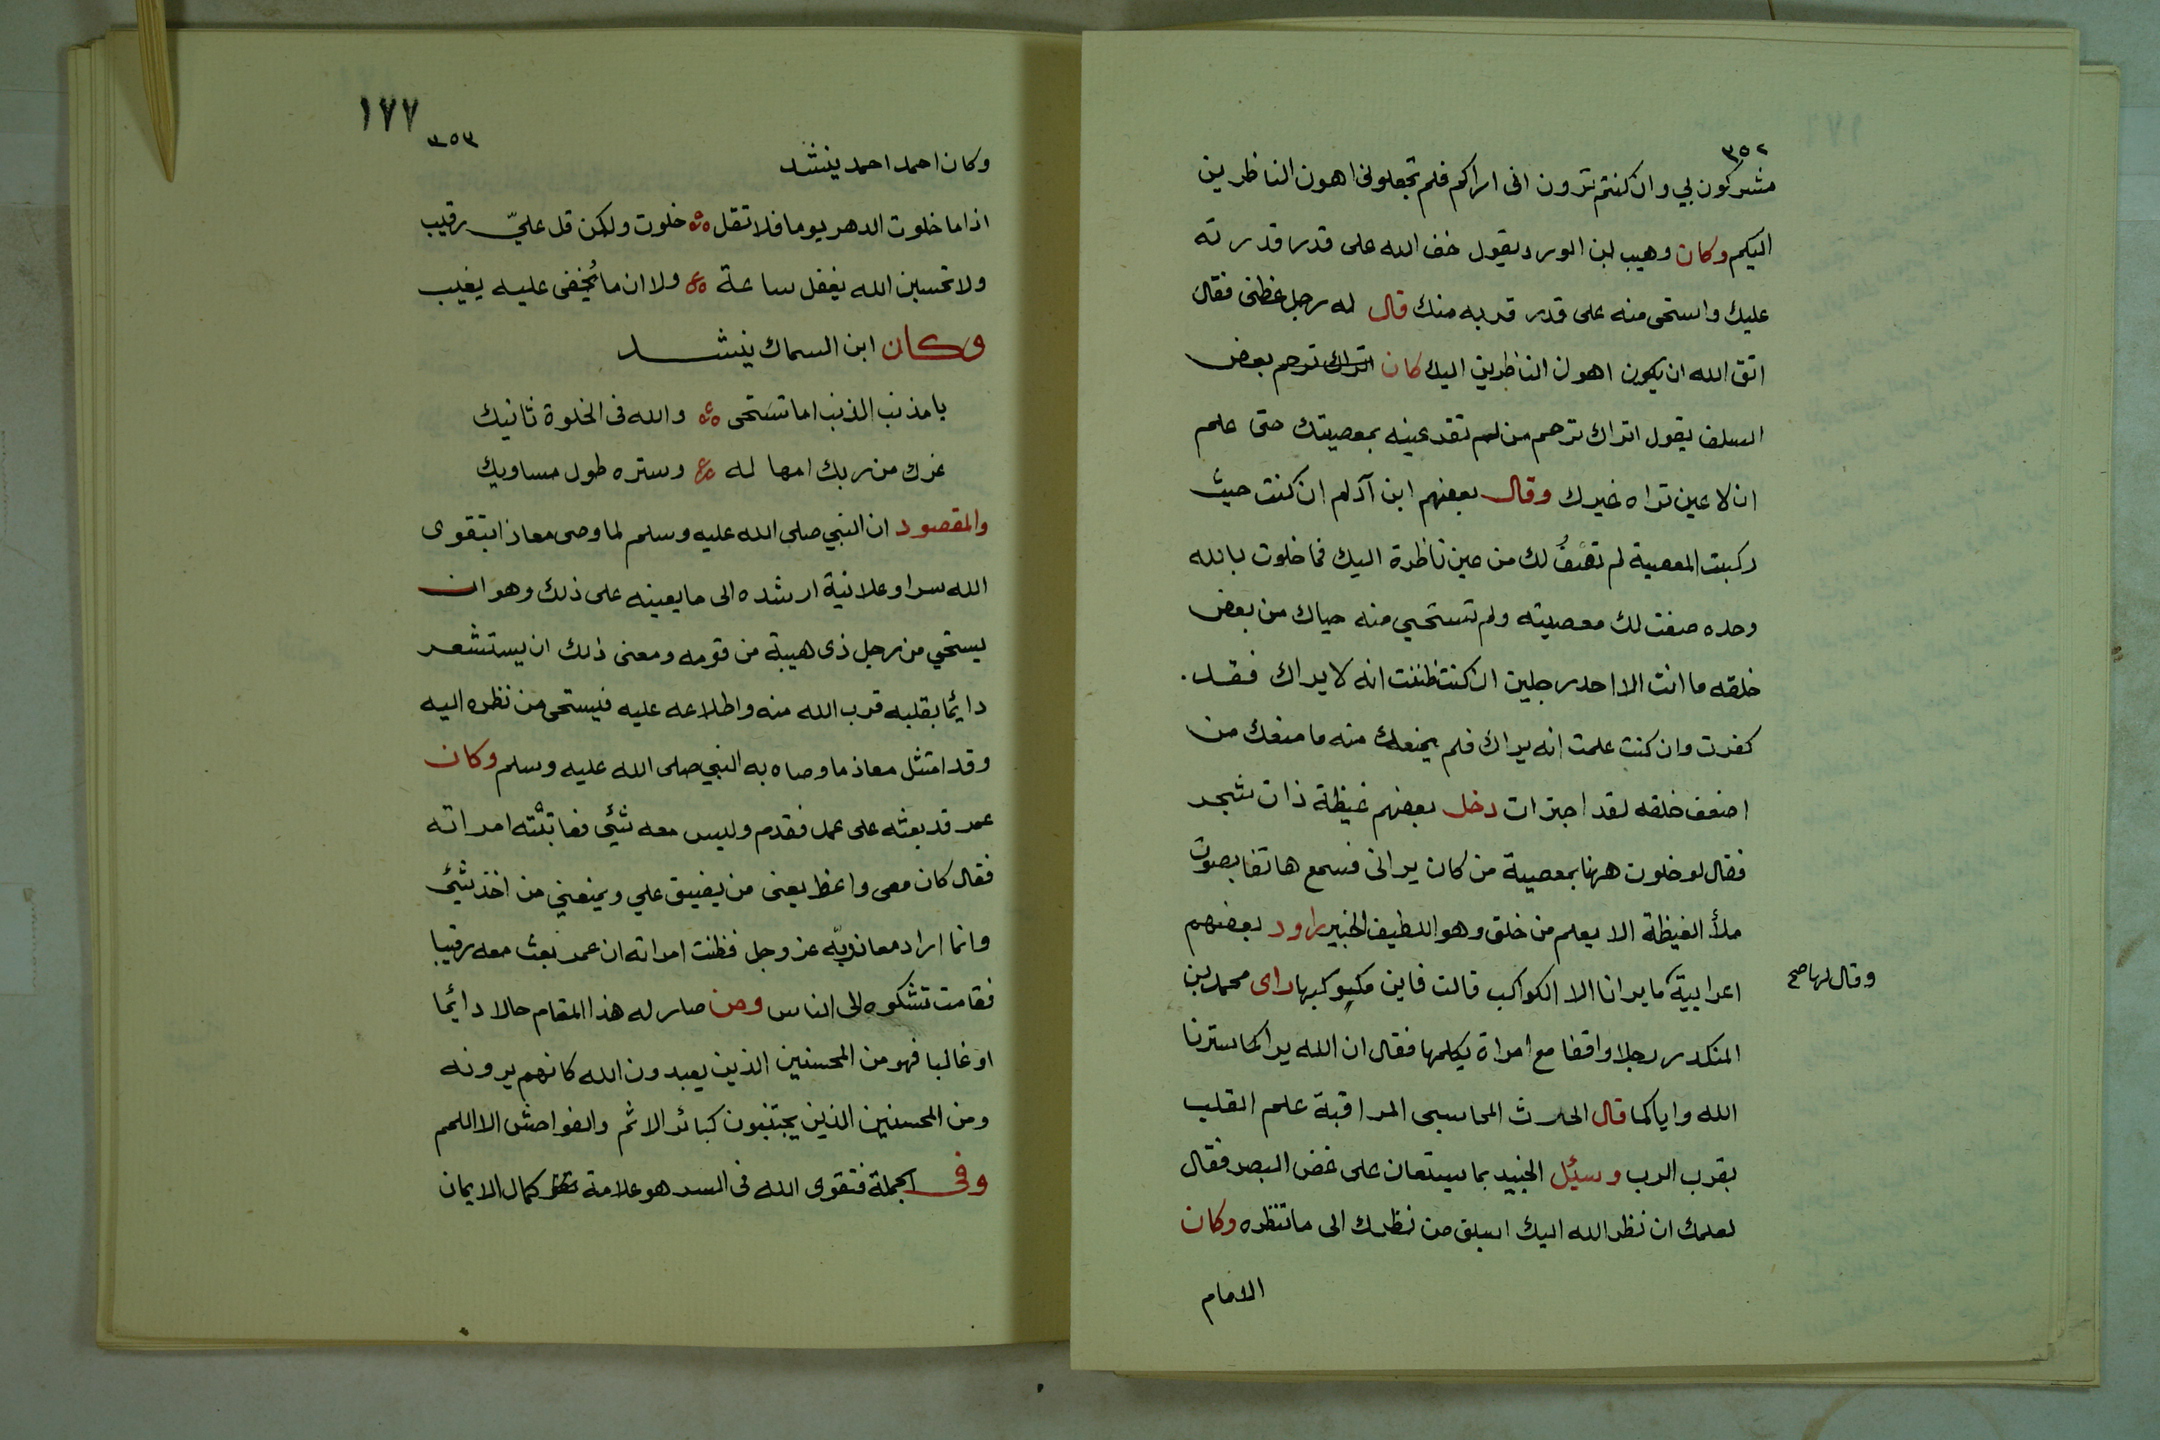 ٣٥٢
مشركون بي وان كنتم ترون انى اراكم فلم تجعلونى اهون الناظرين
اليكم وكان وهيب ابن الورد يقول خف الله على قدر قدرته
عليك واستحى منه على قدر قربه منك قال له رجل عظنى فقال
اتق الله ان يكون اهون الناظرين اليك كان اتراك ترحم بعض
السلف يقول اتراك ترحم من لم تقر عينه بمعصيتك حتى علم
ان لا عين تراه غيرك وقال بعضهم ابن آدم ان كنت حيث
ركبت المعصية لم تصْفُ لك من عين ناظرة اليك فما خلوت بالله
وحده صفت لك معصيته ولم تستحيي منه حياك من بعض
خلقه ما انت الا احد رجلين ان كنت ظننت انه لا يراك فقد
كفرت وان كنت علمت انه يراك فلم يمنعك منه ما منعك من
اضعف خلقه لقد اجترات دخل بعضهم غيظة ذات شجر
فقال لو خلوت ههنا بمعصية من كان يرانى فسمع هاتفا بصوت
ملأ الغيظة الا يعلم من خلق وهو اللطيف الخبير راود بعضهم
اعرابية ما يرانا الا الكواكب قالت فاين مكوكبها راى محمد بن
وقال لها صح
المنكدر رجلا واقفا مع امراة يكلمها فقال ان الله يراكما سترنا
الله واياكما قال الحرث المحاسبى المراقبة علم القلب
بقرب الرب وسئل الجنيد بما يستعان على غض البصر فقال
لعلمك ان نظر الله اليك اسبق من نظرك الى ما تنظره وكان
الامام
١٧٧
٣٥٣
وكان احمد احمد ينشد
اذا ما خلوت الدهر يوما فلا تقل خلوت ولكن قل عليّ رقيب
ولا تحسبن الله يغفل ساعة ولا ان ما يُخفى عليه يغيب
وكان ابن السماك ينشد
يا مذنب الذنب اما تستحى والله فى الخلوة ثانيك
غرك من ربك امهاله وستره طول مساويك
والمقصود ان النبي صلى الله عليه وسلم لما وصى معاذا بتقوى
الله سرا وعلانية ارشده الى ما يعينه على ذلك وهو ان
يستحي من رجل ذى هيبة من قومه ومعنى ذلك ان يستشعر
دايما بقلبه قرب الله منه واطلاعه عليه فيستحى من نظره اليه
وقد امتثل معاذ ما وصاه به النبي صلى الله عليه وسلم وكان
عمر قد بعثه على عمل فقدم وليس معه شئ فعاتبته امراته
فقال كان معى واعظ يعنى من يضيق علي ويمنعني من اخذ شئ
وانما اراد معاذ ربّه عز وجل فظنت امراته ان عمر بعث معه رقيبا
فقامت تشكوه الى الناس ومن صار له هذا المقام حالا دايما
او غالبا فهو من المحسنين الذين يعبدون الله كانهم يرونه
ومن المحسنين الذين يجتنبون كبائر الاثم والفواحش الا اللمم
وفى الجملة فتقوى الله فى السر هو علامة كمال الايمان